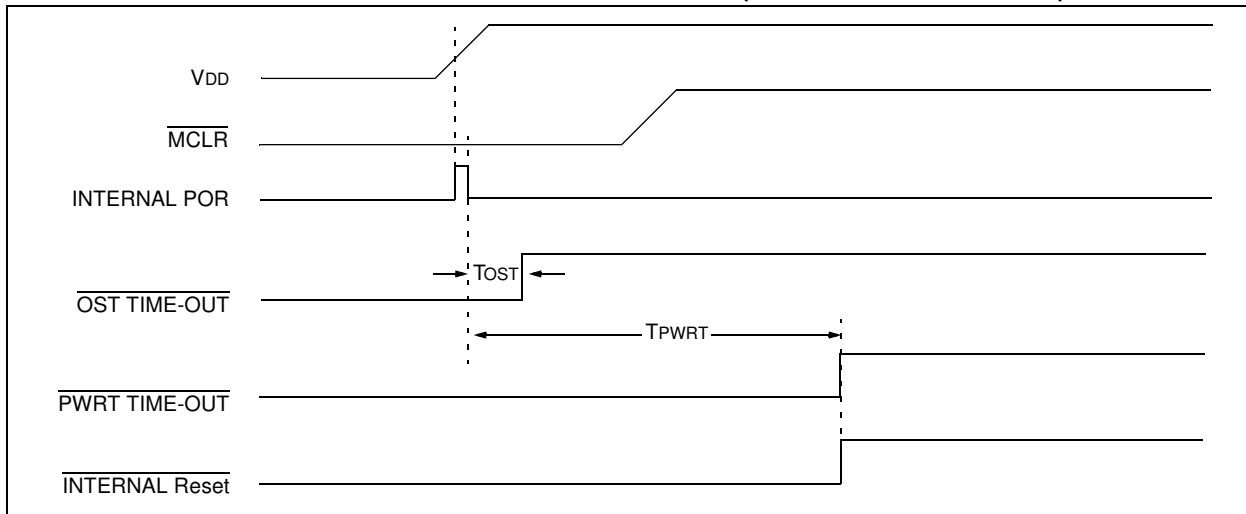 VDD
MCLR
INTERNAL POR
TOST
OST TIME-OUT
TPWRT
PWRT TIME-OUT
INTERNAL Reset